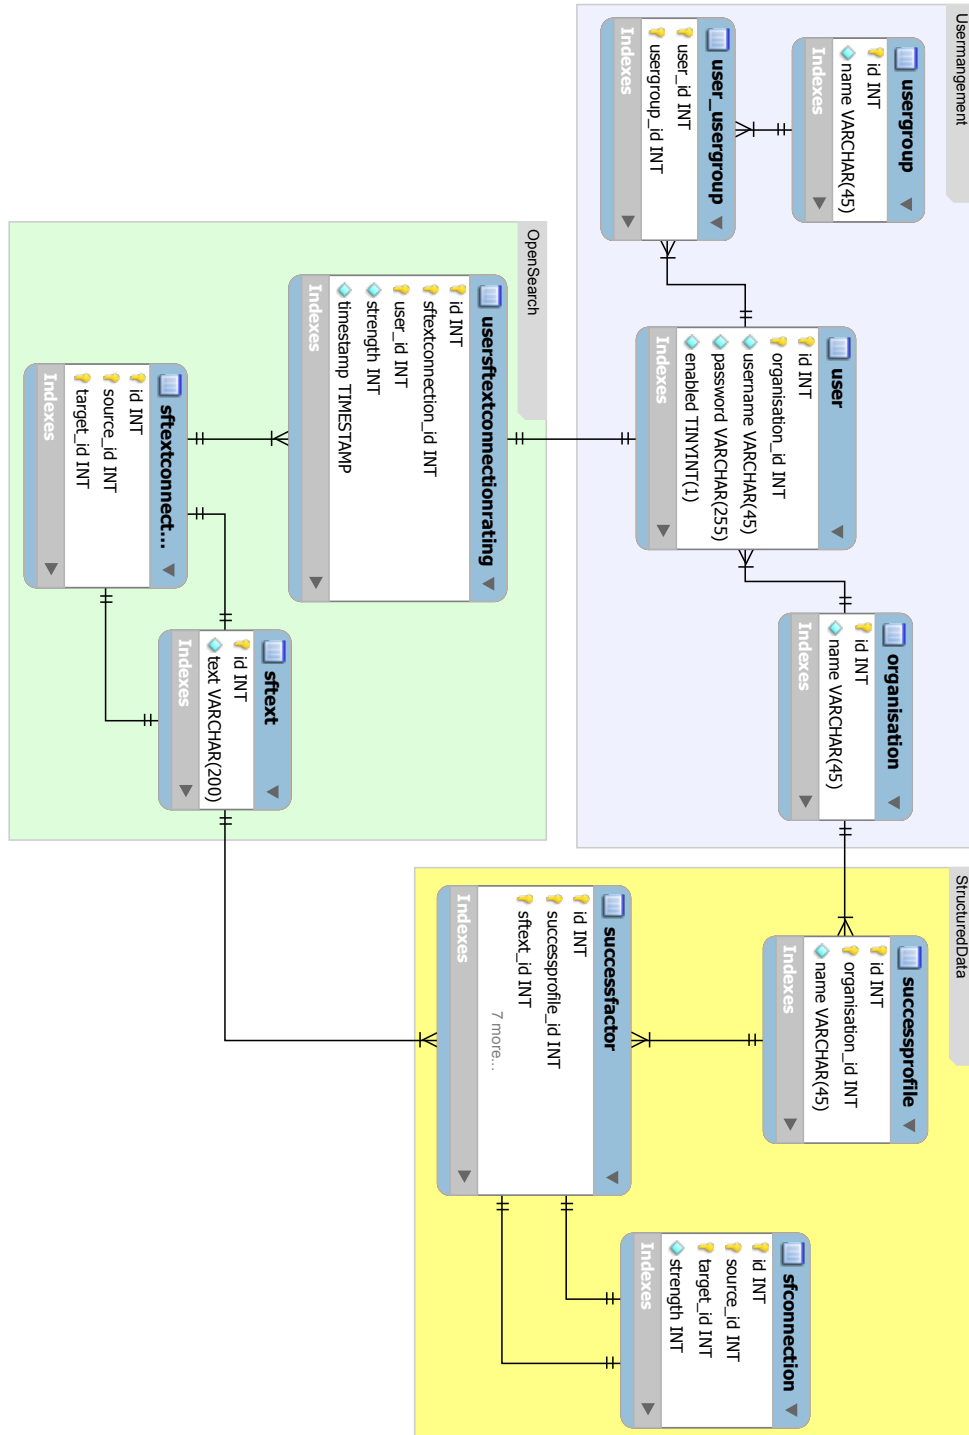 Usermangement
usergroup
id INT
name VARCHAR(45)
Indexes
user_usergroup
user_id INT
usergroup_id INT
Indexes
user
id INT
organisation_id INT
username VARCHAR(45)
password VARCHAR(255)
enabled TINYINT(1)
Indexes
organisation
id INT
name VARCHAR(45)
Indexes
OpenSearch
usersftextconnectionrating
id INT
sftextconnection_id INT
user_id INT
strength INT
timestamp TIMESTAMP
Indexes
sftextconnect...
id INT
source_id INT
target_id INT
Indexes
sftext
id INT
text VARCHAR(200)
Indexes
StructuredData
successprofile
id INT
organisation_id INT
name VARCHAR(45)
Indexes
successfactor
id INT
successprofile_id INT
sftext_id INT
7 more...
Indexes
sfconnection
id INT
source_id INT
target_id INT
strength INT
Indexes